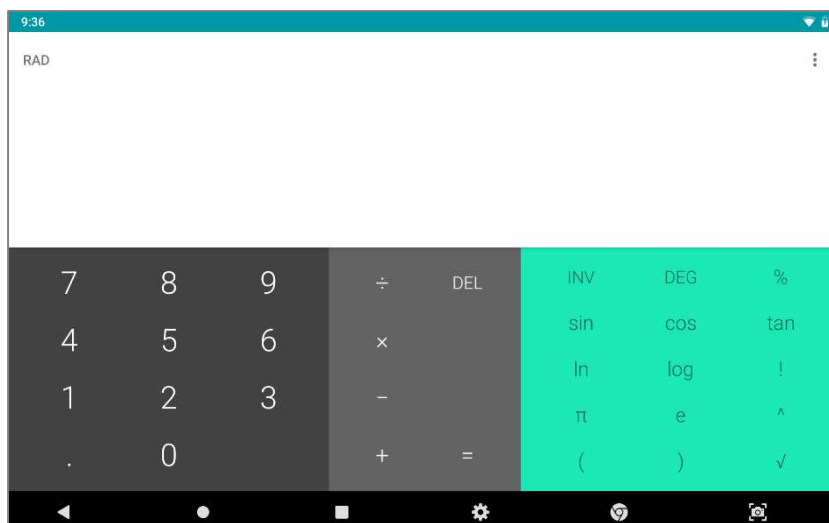 9:36
RAD
7 8 9 ÷ DEL INV DEG %
4 5 6 × sin cos tan
1 2 3 − ln log !
. 0 + = π e ^
( ) √